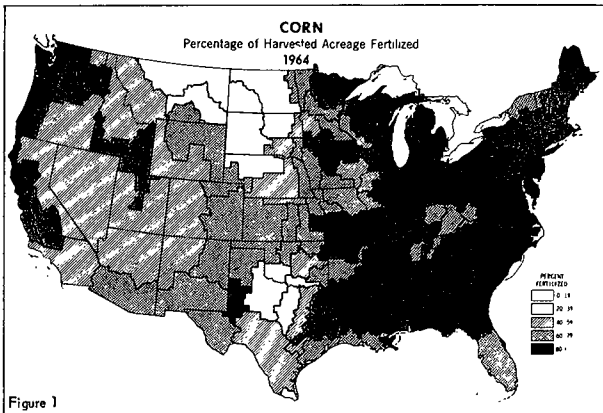 CORN
Percentage of Harvested Acreage Fertilized
1964
PERCENT
FERTILIZED
0-19
20-39
40-59
60-79
80+
Figure 1